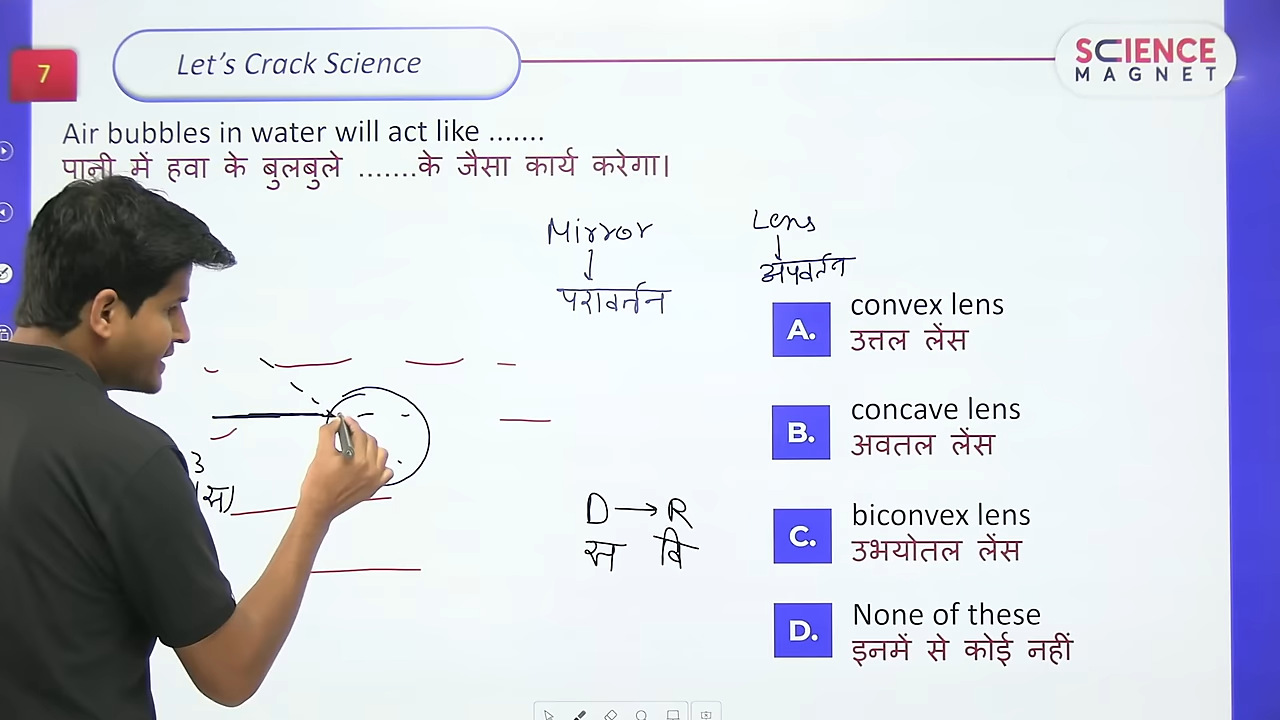 7
Let's Crack Science
SCIENCE
MAGNET
Air bubbles in water will act like .......
पानी में हवा के बुलबुले .......के जैसा कार्य करेगा।
Mirror
परावर्तन
Lens
अपवर्तन
A.
convex lens
उत्तल लेंस
B.
concave lens
अवतल लेंस
3
स)
D → R
स वि
C.
biconvex lens
उभयोतल लेंस
D.
None of these
इनमें से कोई नहीं